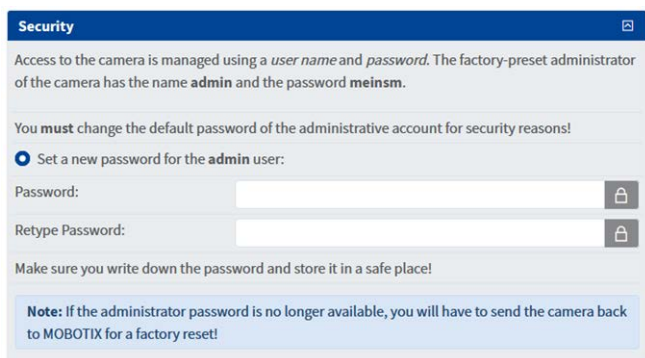 Security
Access to the camera is managed using a user name and password. The factory-preset administrator
of the camera has the name admin and the password meinsm.
You must change the default password of the administrative account for security reasons!
Set a new password for the admin user:
Password:
Retype Password:
Make sure you write down the password and store it in a safe place!
Note: If the administrator password is no longer available, you will have to send the camera back
to MOBOTIX for a factory reset!